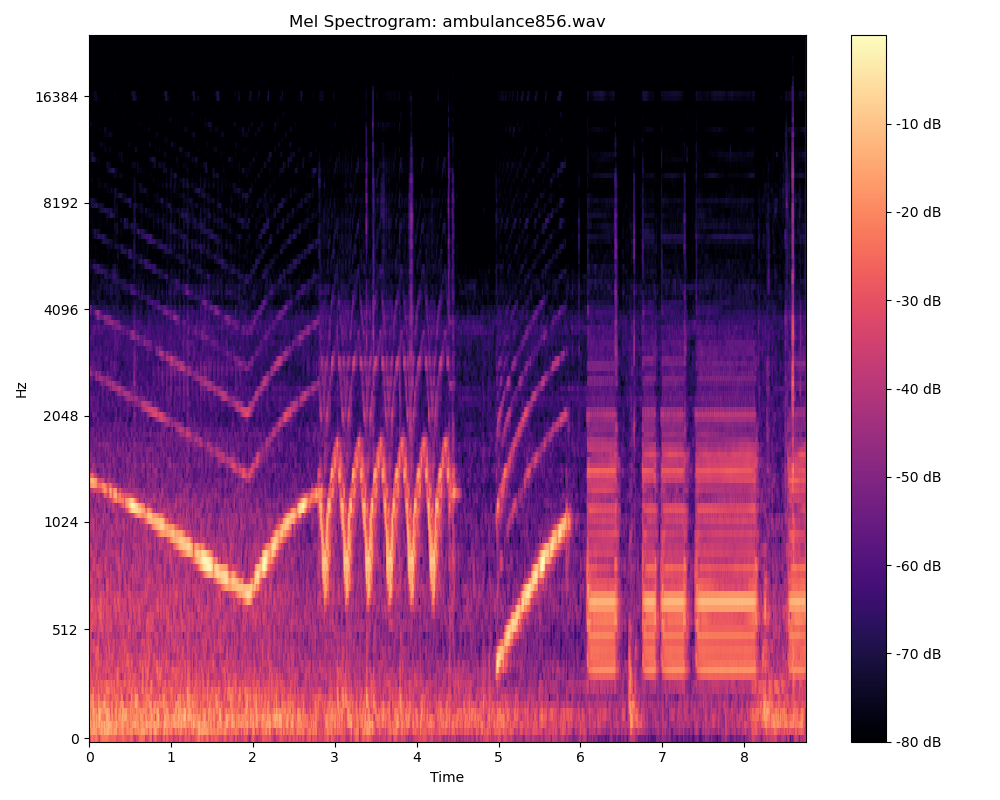 Mel Spectrogram: ambulance856.wav
16384
8192
4096
2048
1024
512
0
Hz
0 1 2 3 4 5 6 7 8
Time
-10 dB
-20 dB
-30 dB
-40 dB
-50 dB
-60 dB
-70 dB
-80 dB